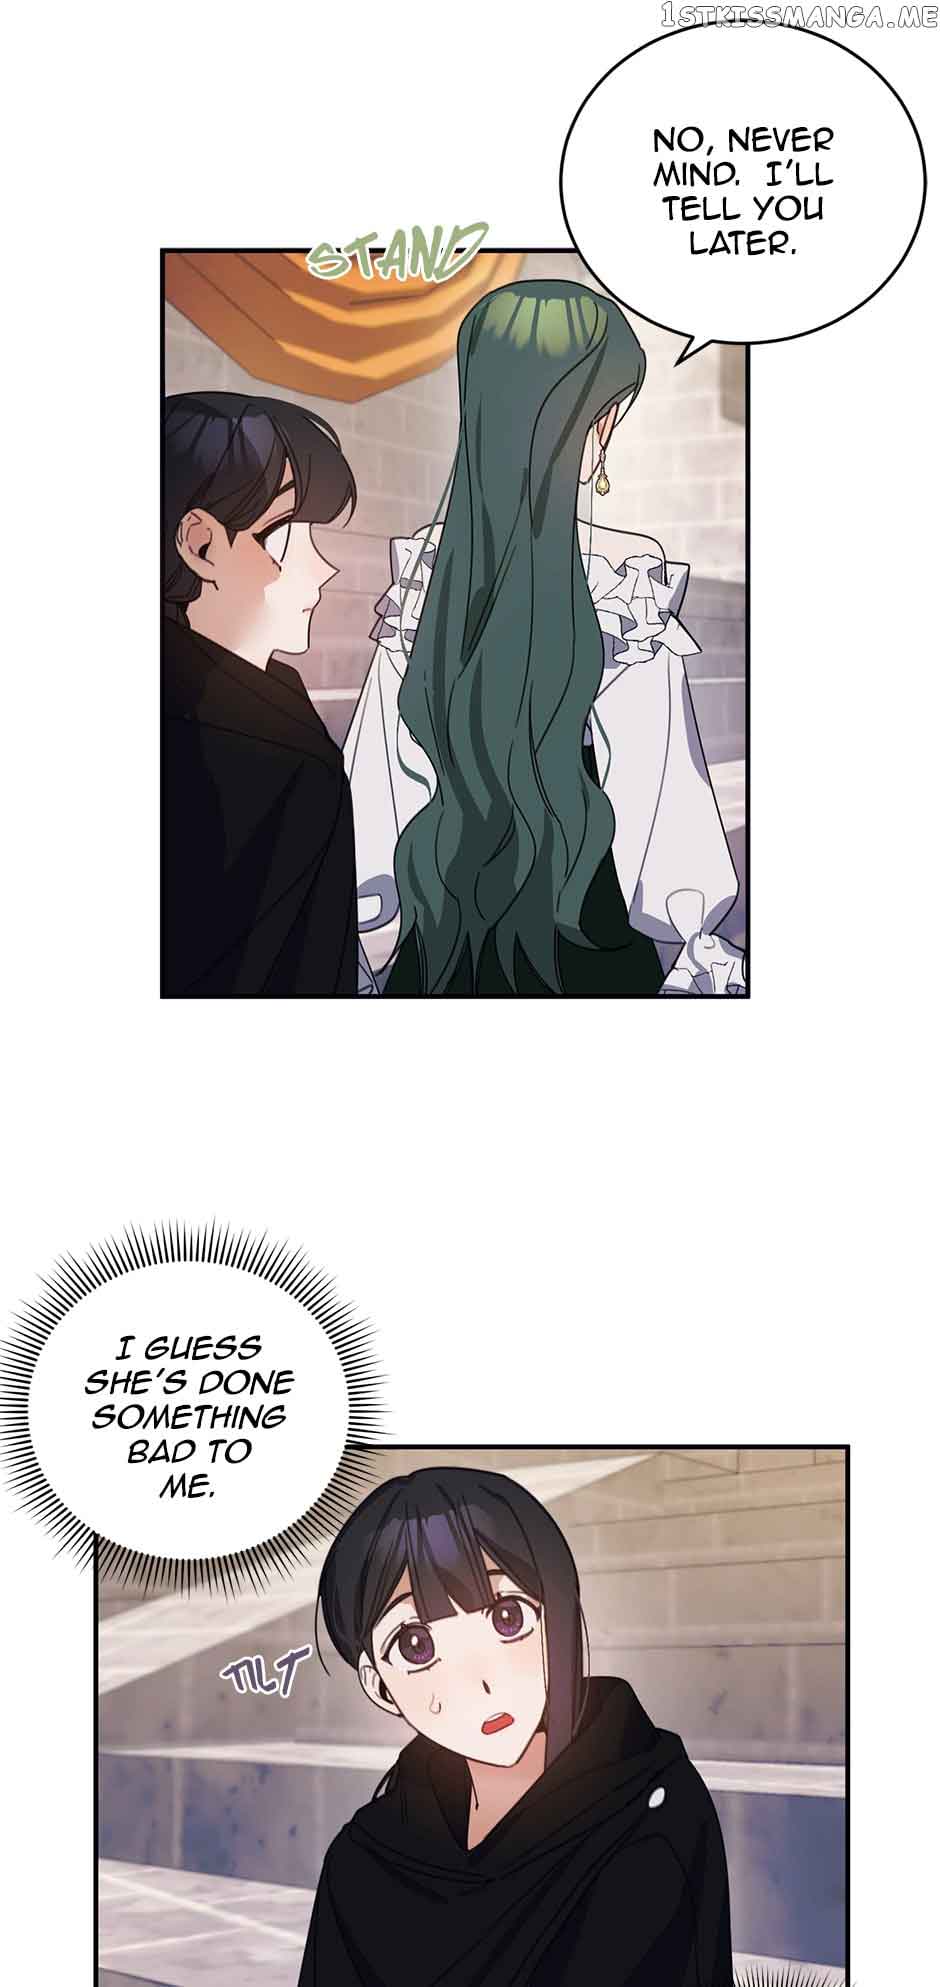 1STKISSMANGA.ME
NO, NEVER
MIND. I'LL
TELL YOU
LATER.
STAND
I GUESS
SHE'S DONE
SOMETHING
BAD TO
ME.
TILT